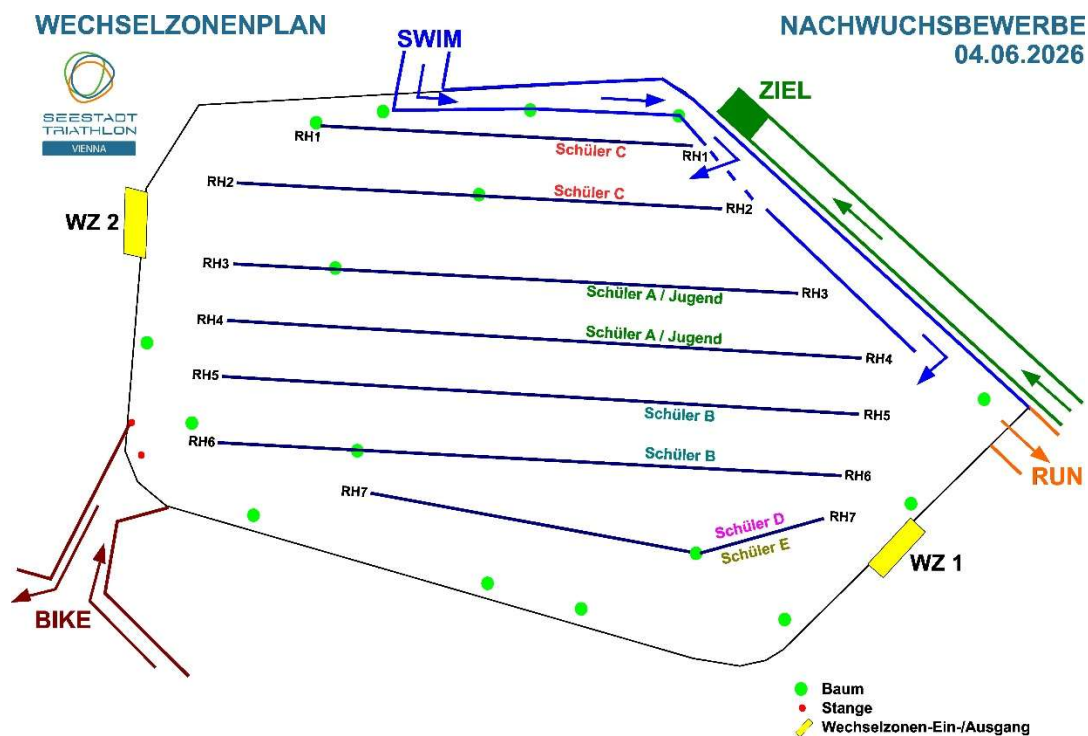 WECHSELZONENPLAN
NACHWUCHSBEWERBE
04.06.2026
SEESTADT
TRIATHLON
VIENNA
SWIM
ZIEL
RH1
RH1
Schüler C
RH2
RH2
Schüler C
WZ 2
RH3
RH3
Schüler A / Jugend
RH4
RH4
Schüler A / Jugend
RH5
RH5
Schüler B
RH6
RH6
Schüler B
RUN
RH7
RH7
Schüler D
Schüler E
WZ 1
BIKE
Baum
Stange
Wechselzonen-Ein-/Ausgang